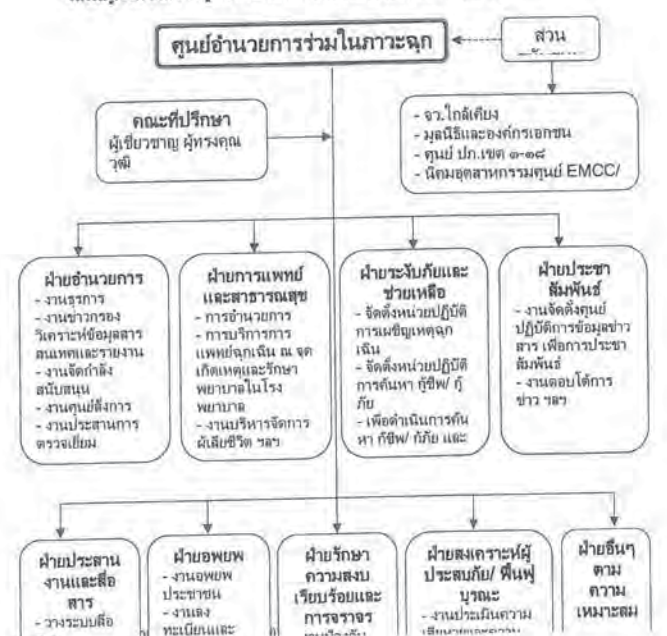 ศูนย์อำนวยการร่วมในภาวะฉุก
ส่วน
คณะที่ปรึกษา
ผู้เชี่ยวชาญ ผู้ทรงคุณ
วุฒิ
- จว.ใกล้เคียง
- มูลนิธิและองค์กรเอกชน
- ศูนย์ ปภ.เขต ๑-๑๘
- นิคมอุตสาหกรรมศูนย์ EMCC/
ฝ่ายอำนวยการ
- งานธุรการ
- งานข่าวกรอง
วิเคราะห์ข้อมูลสาร
สนเทศและรายงาน
- งานจัดกำลัง
สนับสนุน
- งานศูนย์สั่งการ
- งานประสานการ
ตรวจเยี่ยม
ฝ่ายการแพทย์
และสาธารณสุข
- การอำนวยการ
- การบริการการ
แพทย์ฉุกเฉิน ณ จุด
เกิดเหตุและรักษา
พยาบาลในโรง
พยาบาล
- งานบริหารจัดการ
ผู้เสียชีวิต ฯลฯ
ฝ่ายระงับภัยและ
ช่วยเหลือ
- จัดตั้งหน่วยปฏิบัติ
การเผชิญเหตุฉุก
เฉิน
- จัดตั้งหน่วยปฏิบัติ
การค้นหา กู้ชีพ/ กู้
ภัย
- เพื่อดำเนินการค้น
หา กู้ชีพ/ กู้ภัย และ
ฝ่ายประชา
สัมพันธ์
- งานจัดตั้งศูนย์
ปฏิบัติการข้อมูลข่าว
สาร เพื่อการประชา
สัมพันธ์
- งานตอบโต้การ
ข่าว ฯลฯ
ฝ่ายประสาน
งานและสื่อ
สาร
- วางระบบสื่อ
ฝ่ายอพยพ
- งานอพยพ
ประชาชน
- งานลง
ทะเบียนและ
ฝ่ายรักษา
ความสงบ
เรียบร้อยและ
การจราจร
ฝ่ายสงเคราะห์ผู้
ประสบภัย/ ฟื้นฟู
บูรณะ
- งานประเมินความ
ฝ่ายอื่นๆ
ตาม
ความ
เหมาะสม